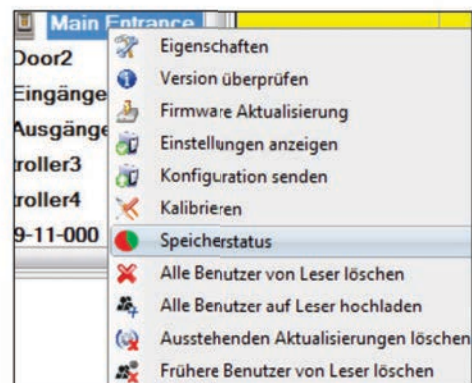 Main Entrance
Door2
Eingänge
Ausgänge
troller3
troller4
9-11-000
Eigenschaften
Version überprüfen
Firmware Aktualisierung
Einstellungen anzeigen
Konfiguration senden
Kalibrieren
Speicherstatus
Alle Benutzer von Leser löschen
Alle Benutzer auf Leser hochladen
Ausstehenden Aktualisierungen löschen
Frühere Benutzer von Leser löschen